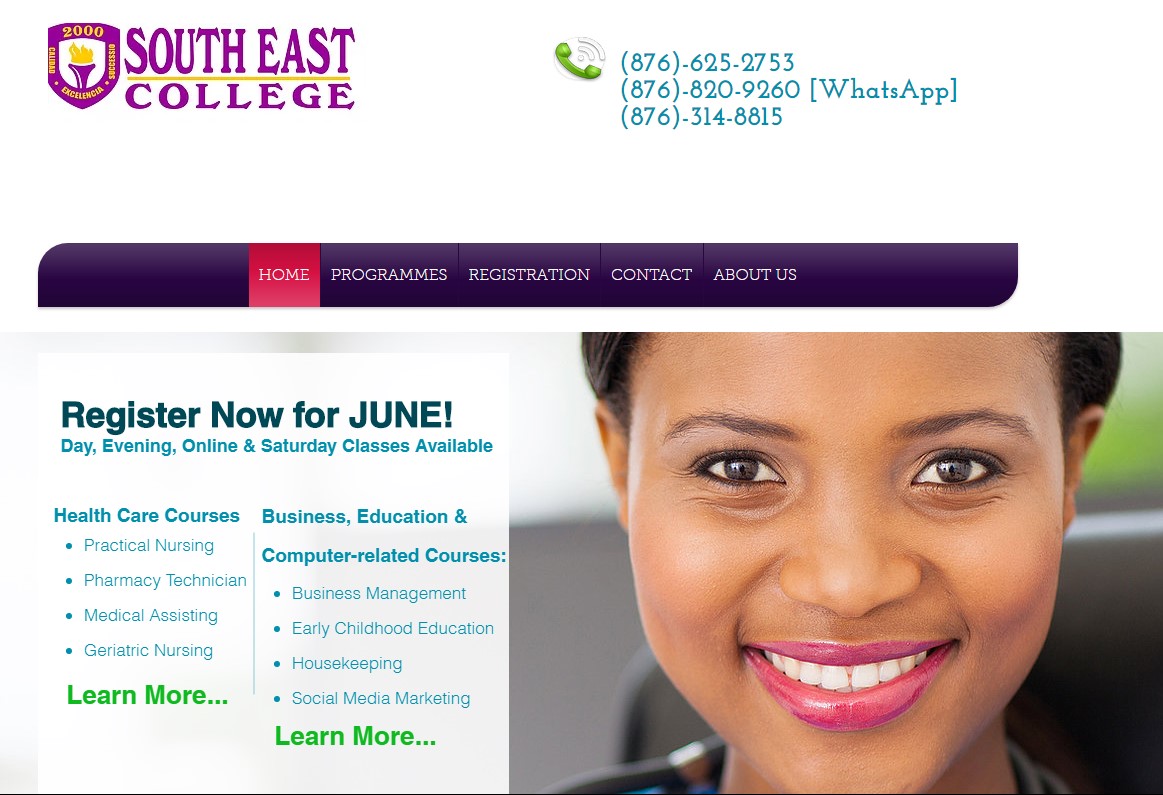 2000
CALIDAD
EXCELENCIA
SUCCESSIO
SOUTH EAST
COLLEGE
(876)-625-2753
(876)-820-9260 [WhatsApp]
(876)-314-8815
HOME PROGRAMMES REGISTRATION CONTACT ABOUT US
Register Now for JUNE!
Day, Evening, Online & Saturday Classes Available
Health Care Courses
• Practical Nursing
• Pharmacy Technician
• Medical Assisting
• Geriatric Nursing
Learn More...
Business, Education &
Computer-related Courses:
• Business Management
• Early Childhood Education
• Housekeeping
• Social Media Marketing
Learn More...